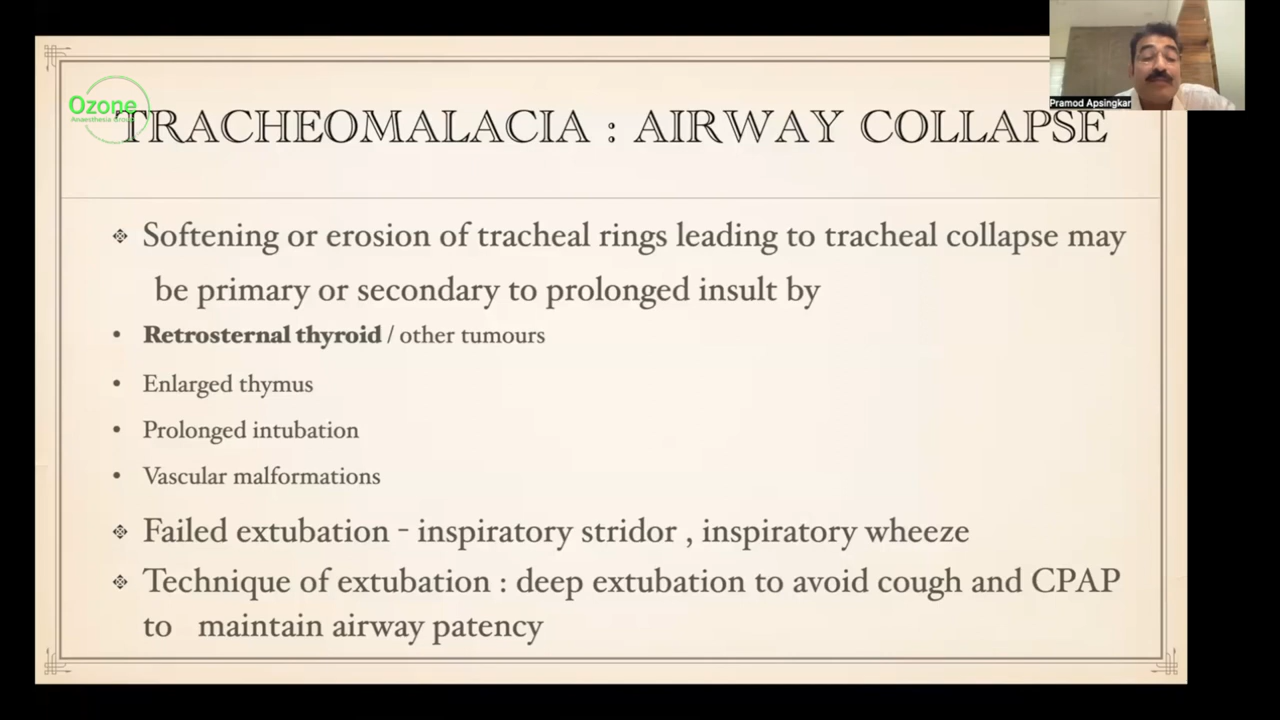 Ozone
Anaesthesia Group
Pramod Apsingkar
TRACHEOMALACIA : AIRWAY COLLAPSE
❖ Softening or erosion of tracheal rings leading to tracheal collapse may
be primary or secondary to prolonged insult by
• Retrosternal thyroid / other tumours
• Enlarged thymus
• Prolonged intubation
• Vascular malformations
❖ Failed extubation - inspiratory stridor , inspiratory wheeze
❖ Technique of extubation : deep extubation to avoid cough and CPAP
to maintain airway patency